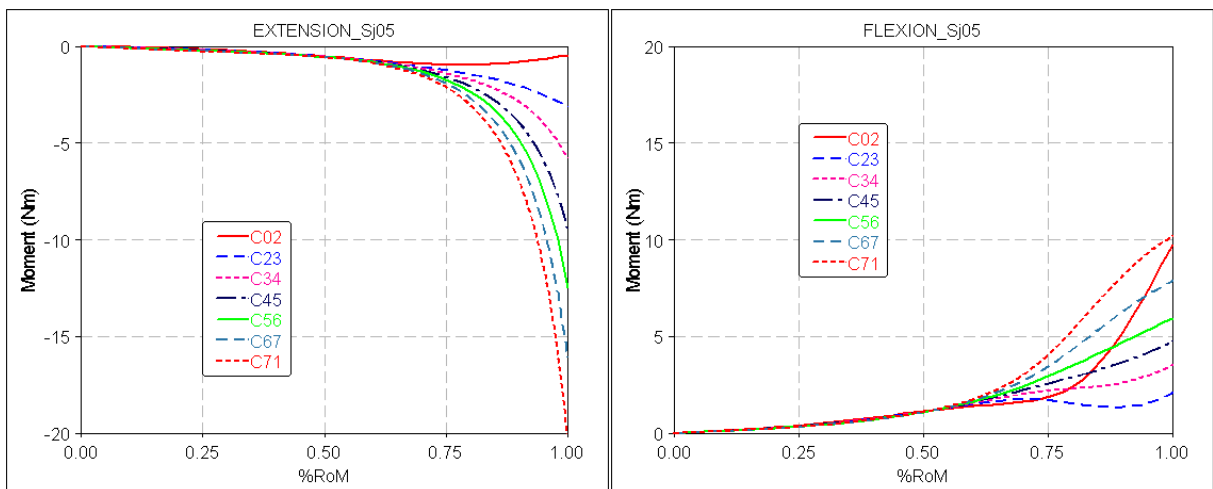 EXTENSION_Sj05
0
-5
-10
-15
-20
Moment (Nm)
C02
C23
C34
C45
C56
C67
C71
0.00 0.25 0.50 0.75 1.00
%RoM
FLEXION_Sj05
20
15
10
5
0
Moment (Nm)
C02
C23
C34
C45
C56
C67
C71
0.00 0.25 0.50 0.75 1.00
%RoM